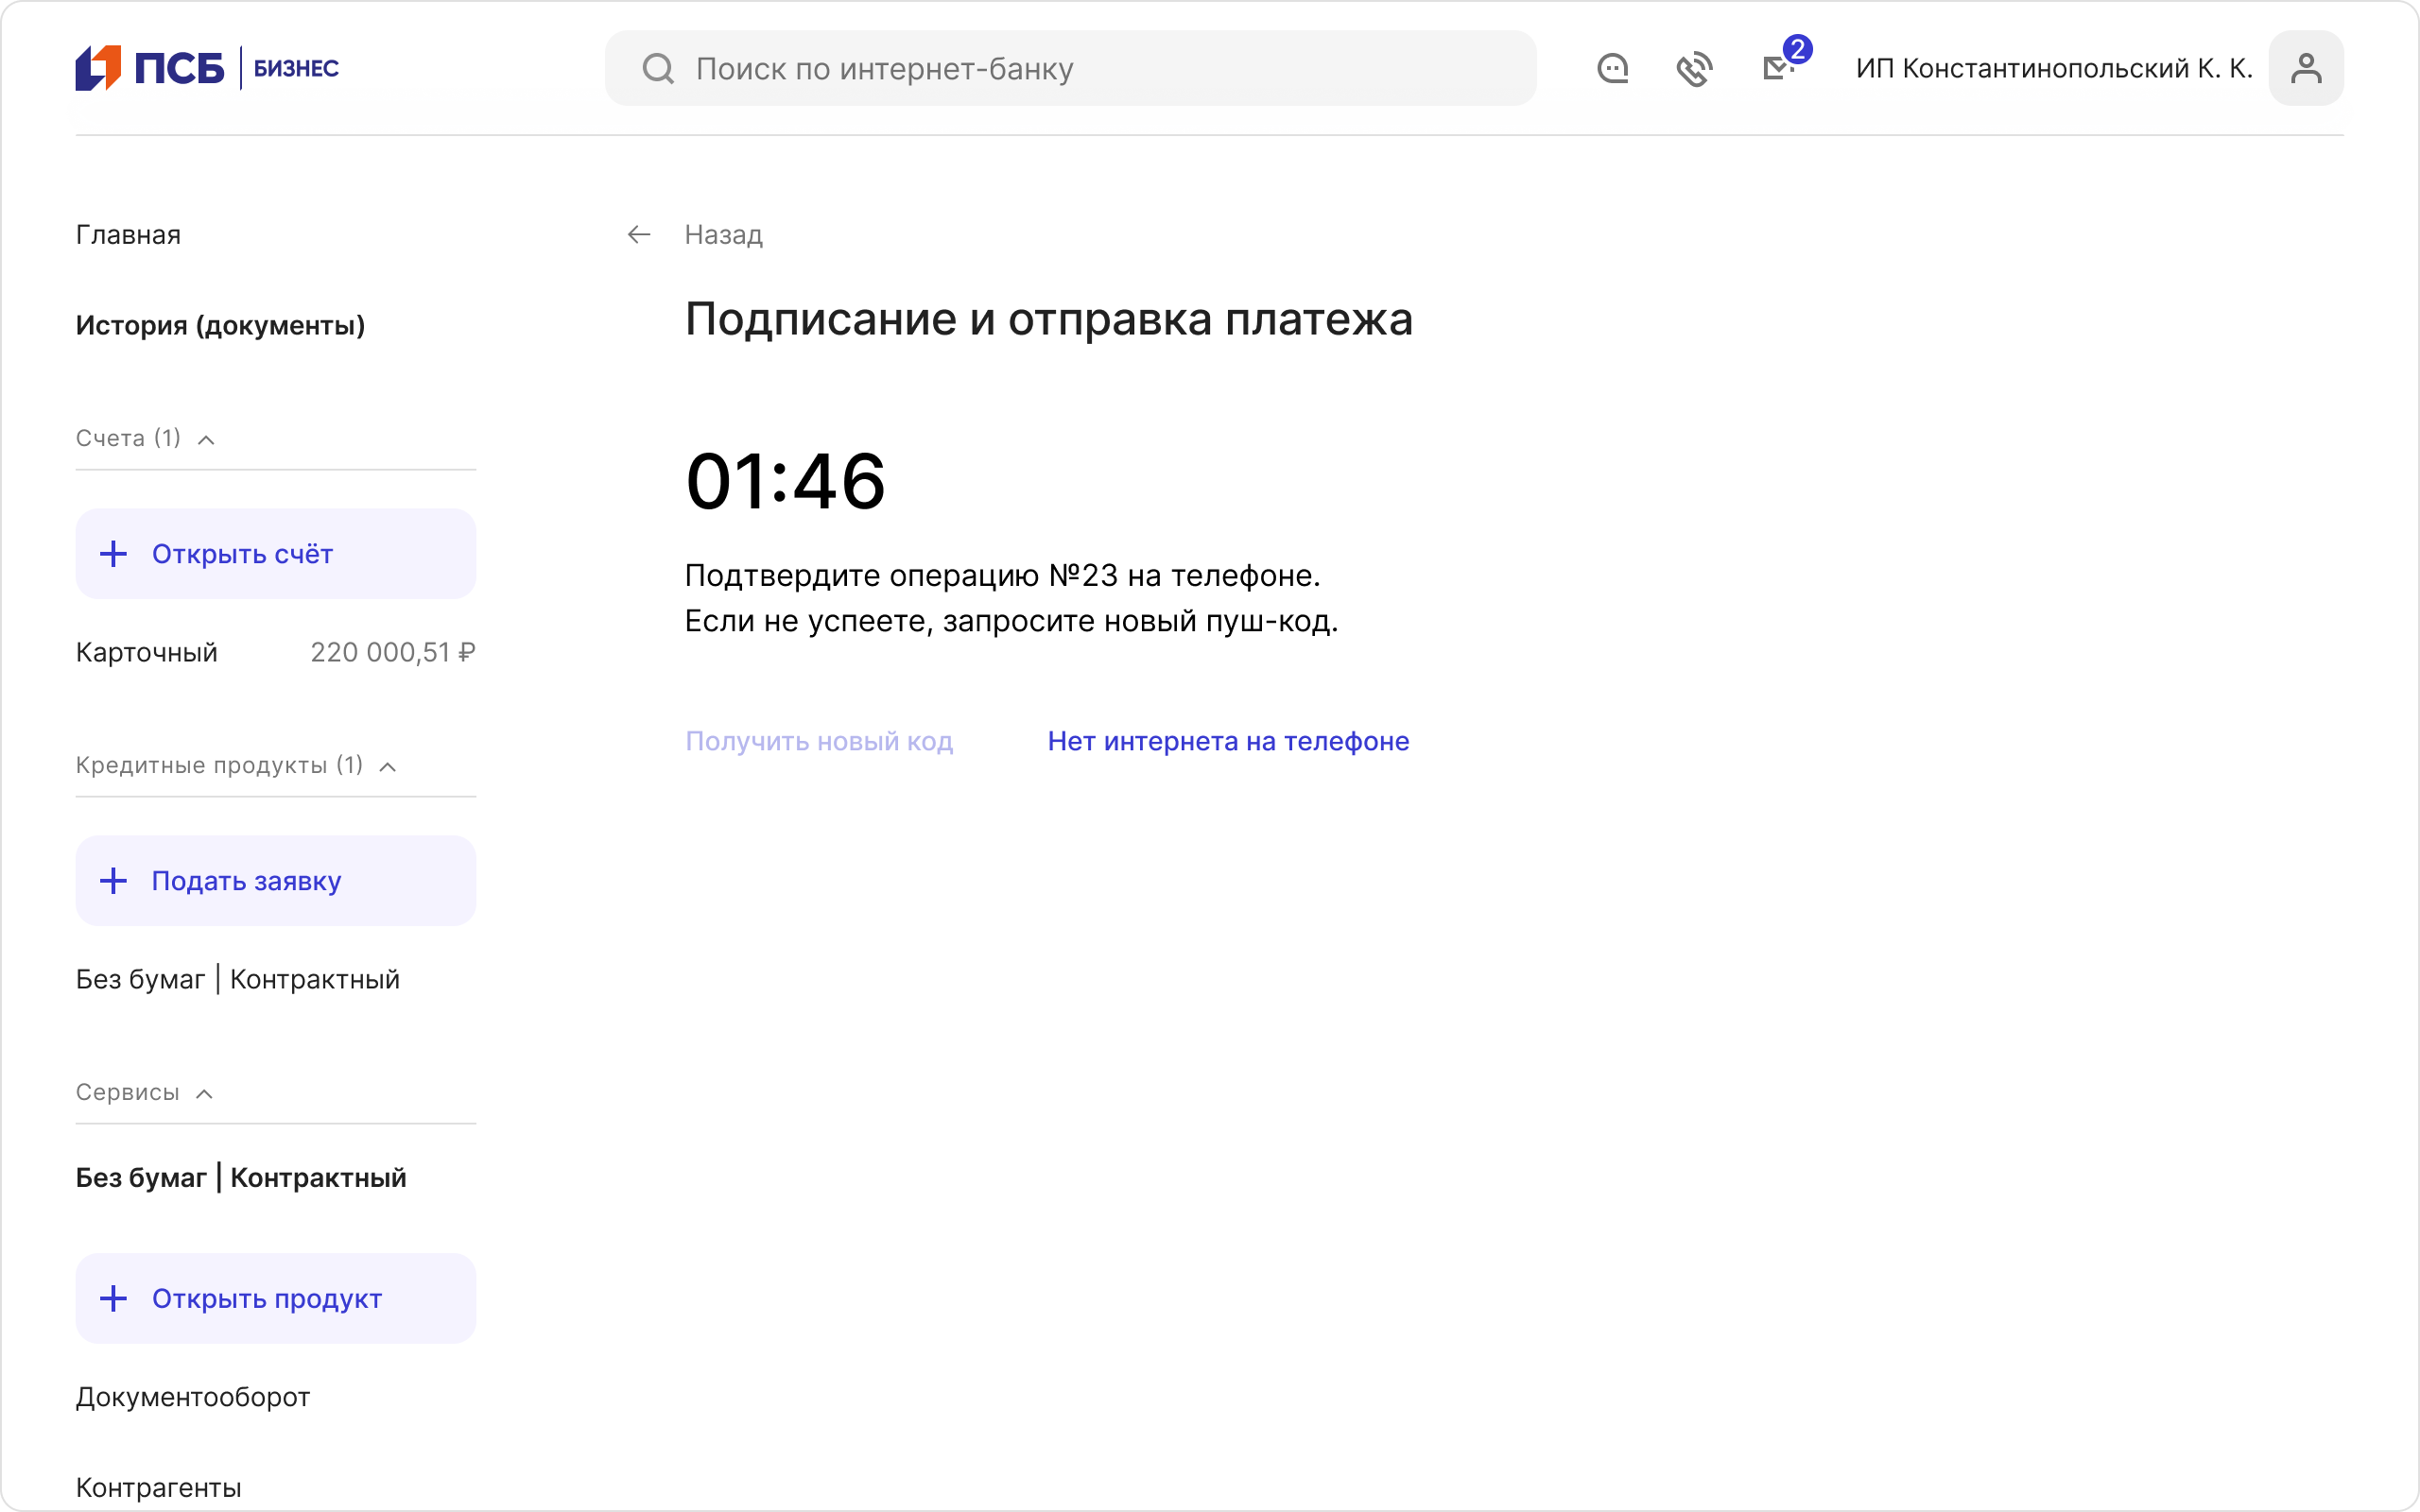 ПСБ БИЗНЕС
Поиск по интернет-банку
2
ИП Константинопольский К. К.
Главная
История (документы)
Счета (1)
Открыть счёт
Карточный 220 000,51 ₽
Кредитные продукты (1)
Подать заявку
Без бумаг | Контрактный
Сервисы
Без бумаг | Контрактный
Открыть продукт
Документооборот
Контрагенты
Назад
Подписание и отправка платежа
01:46
Подтвердите операцию №23 на телефоне.
Если не успеете, запросите новый пуш-код.
Получить новый код Нет интернета на телефоне